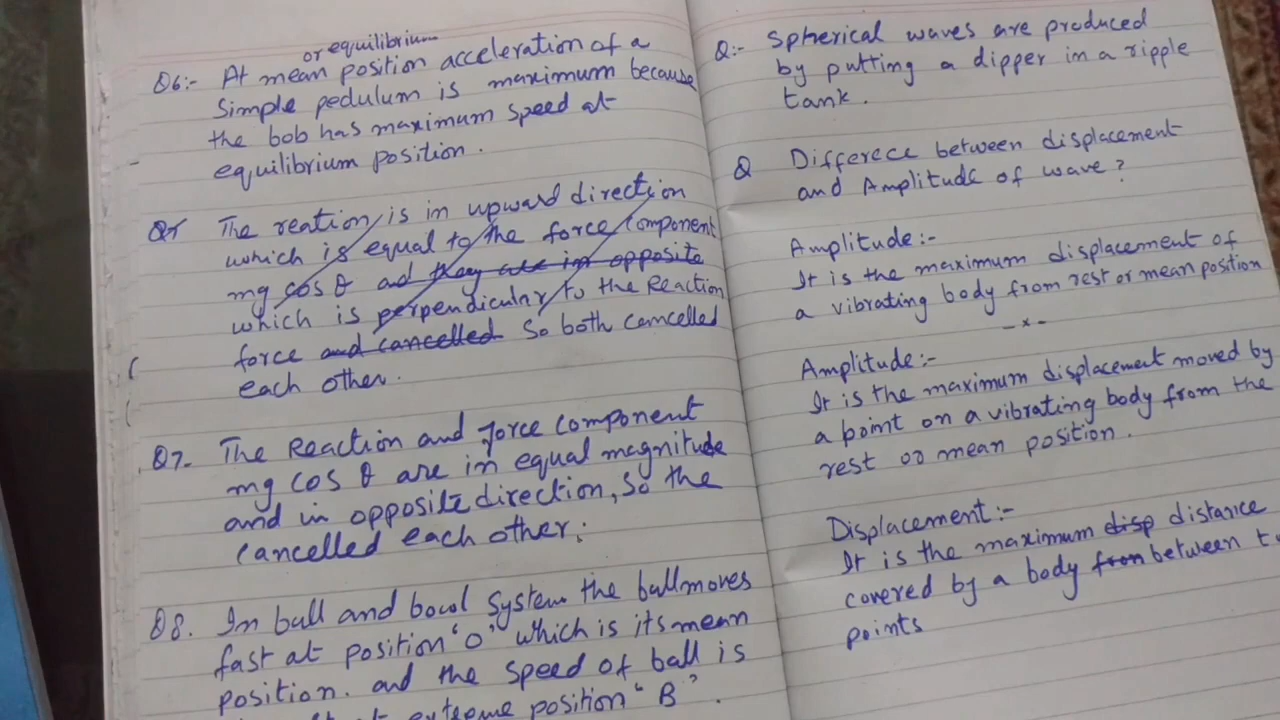 or equilibrium
Q6:- At mean position acceleration of a
Simple pedulum is maximum because
the bob has maximum speed at
equilibrium position.
Q5 The reation is in upward direction
which is equal to the force component
mg cos θ ad they are in opposite
which is perpendicular to the Reaction
force and cancelled So both cancelled
each other.
Q7- The Reaction and force component
mg cos θ are in equal magnitude
and in opposite direction, so the
cancelled each other:
Q8. In ball and bowl system the ball moves
fast at position "O" which is its mean
position. and the speed of ball is
extreme position "B".
Q:- Spherical waves are produced
by putting a dipper in a ripple
tank.
Q Differece between displacement
and Amplitude of wave?
Amplitude:-
It is the maximum displacement of
a vibrating body from rest or mean position
-x-
Amplitude:-
It is the maximum displacement moved by
a point on a vibrating body from the
rest or mean position.
Displacement:-
It is the maximum disp distance
covered by a body from between
points